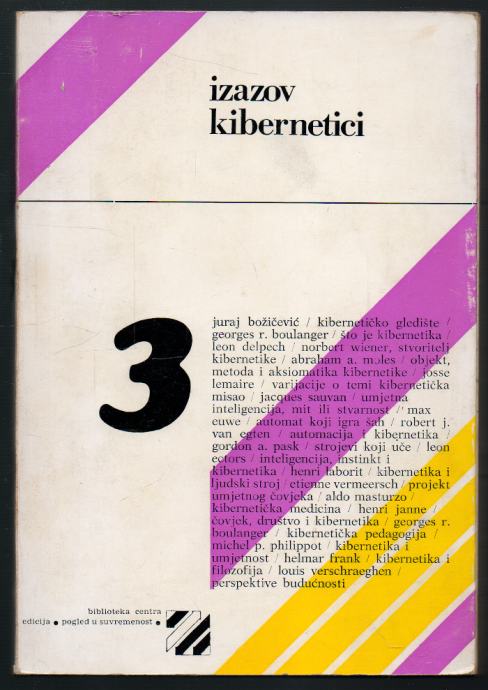 izazov
kibernetici
3
juraj božičević / kibernetičko gledište /
georges r. boulanger / što je kibernetika /
leon delpech / norbert wiener, stvoritelj
kibernetike / abraham a. moles / objekt,
metoda i aksiomatika kibernetike / josse
lemaire / varijacije o temi kibernetička
misao / jacques sauvan / umjetna
inteligencija, mit ili stvarnost / max
euwe / automat koji igra šah / robert j.
van egten / automacija i kibernetika /
gordon a. pask / strojevi koji uče / leon
ectors / inteligencija, instinkt i
kibernetika / henri laborit / kibernetika i
ljudski stroj / etienne vermeersch / projekt
umjetnog čovjeka / aldo masturzo /
kibernetička medicina / henri janne /
čovjek, društvo i kibernetika / georges r.
boulanger / kibernetička pedagogija /
michel p. philippot / kibernetika i
umjetnost / helmar frank / kibernetika i
filozofija / louis verschraeghen /
perspektive budućnosti
biblioteka centra
edicija • pogled u suvremenost •